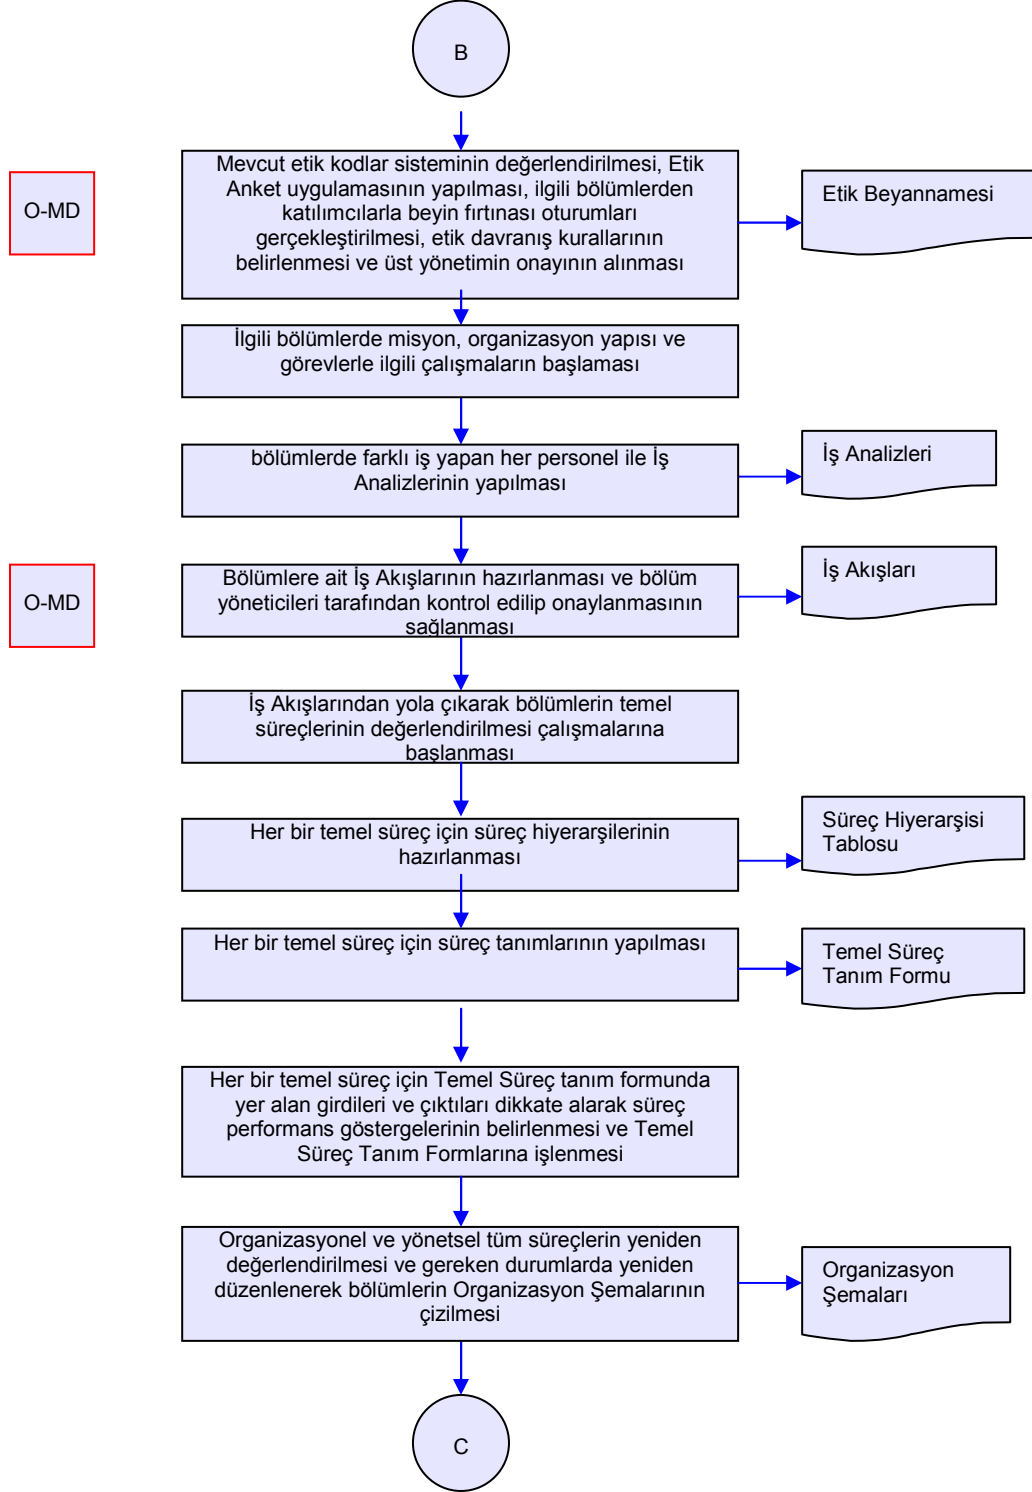 B
Mevcut etik kodlar sisteminin değerlendirilmesi, Etik
Anket uygulamasının yapılması, ilgili bölümlerden
katılımcılarla beyin fırtınası oturumları
gerçekleştirilmesi, etik davranış kurallarının
belirlenmesi ve üst yönetimin onayının alınması
O-MD
Etik Beyannamesi
İlgili bölümlerde misyon, organizasyon yapısı ve
görevlerle ilgili çalışmaların başlaması
bölümlerde farklı iş yapan her personel ile İş
Analizlerinin yapılması
İş Analizleri
O-MD
Bölümlere ait İş Akışlarının hazırlanması ve bölüm
yöneticileri tarafından kontrol edilip onaylanmasının
sağlanması
İş Akışları
İş Akışlarından yola çıkarak bölümlerin temel
süreçlerinin değerlendirilmesi çalışmalarına
başlanması
Her bir temel süreç için süreç hiyerarşilerinin
hazırlanması
Süreç Hiyerarşisi
Tablosu
Her bir temel süreç için süreç tanımlarının yapılması
Temel Süreç
Tanım Formu
Her bir temel süreç için Temel Süreç tanım formunda
yer alan girdileri ve çıktıları dikkate alarak süreç
performans göstergelerinin belirlenmesi ve Temel
Süreç Tanım Formlarına işlenmesi
Organizasyonel ve yönetsel tüm süreçlerin yeniden
değerlendirilmesi ve gereken durumlarda yeniden
düzenlenerek bölümlerin Organizasyon Şemalarının
çizilmesi
Organizasyon
Şemaları
C